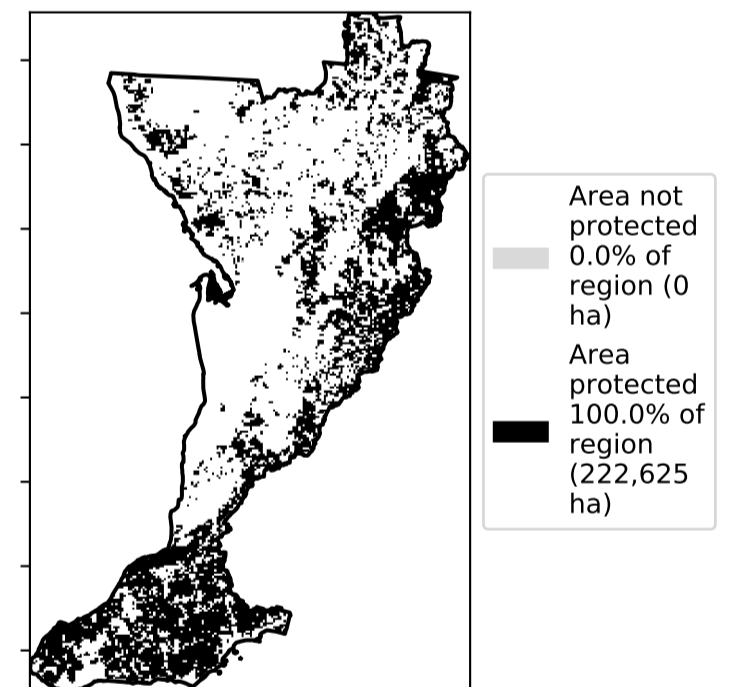 Area not
protected
0.0% of
region (0
ha)
Area
protected
100.0% of
region
(222,625
ha)